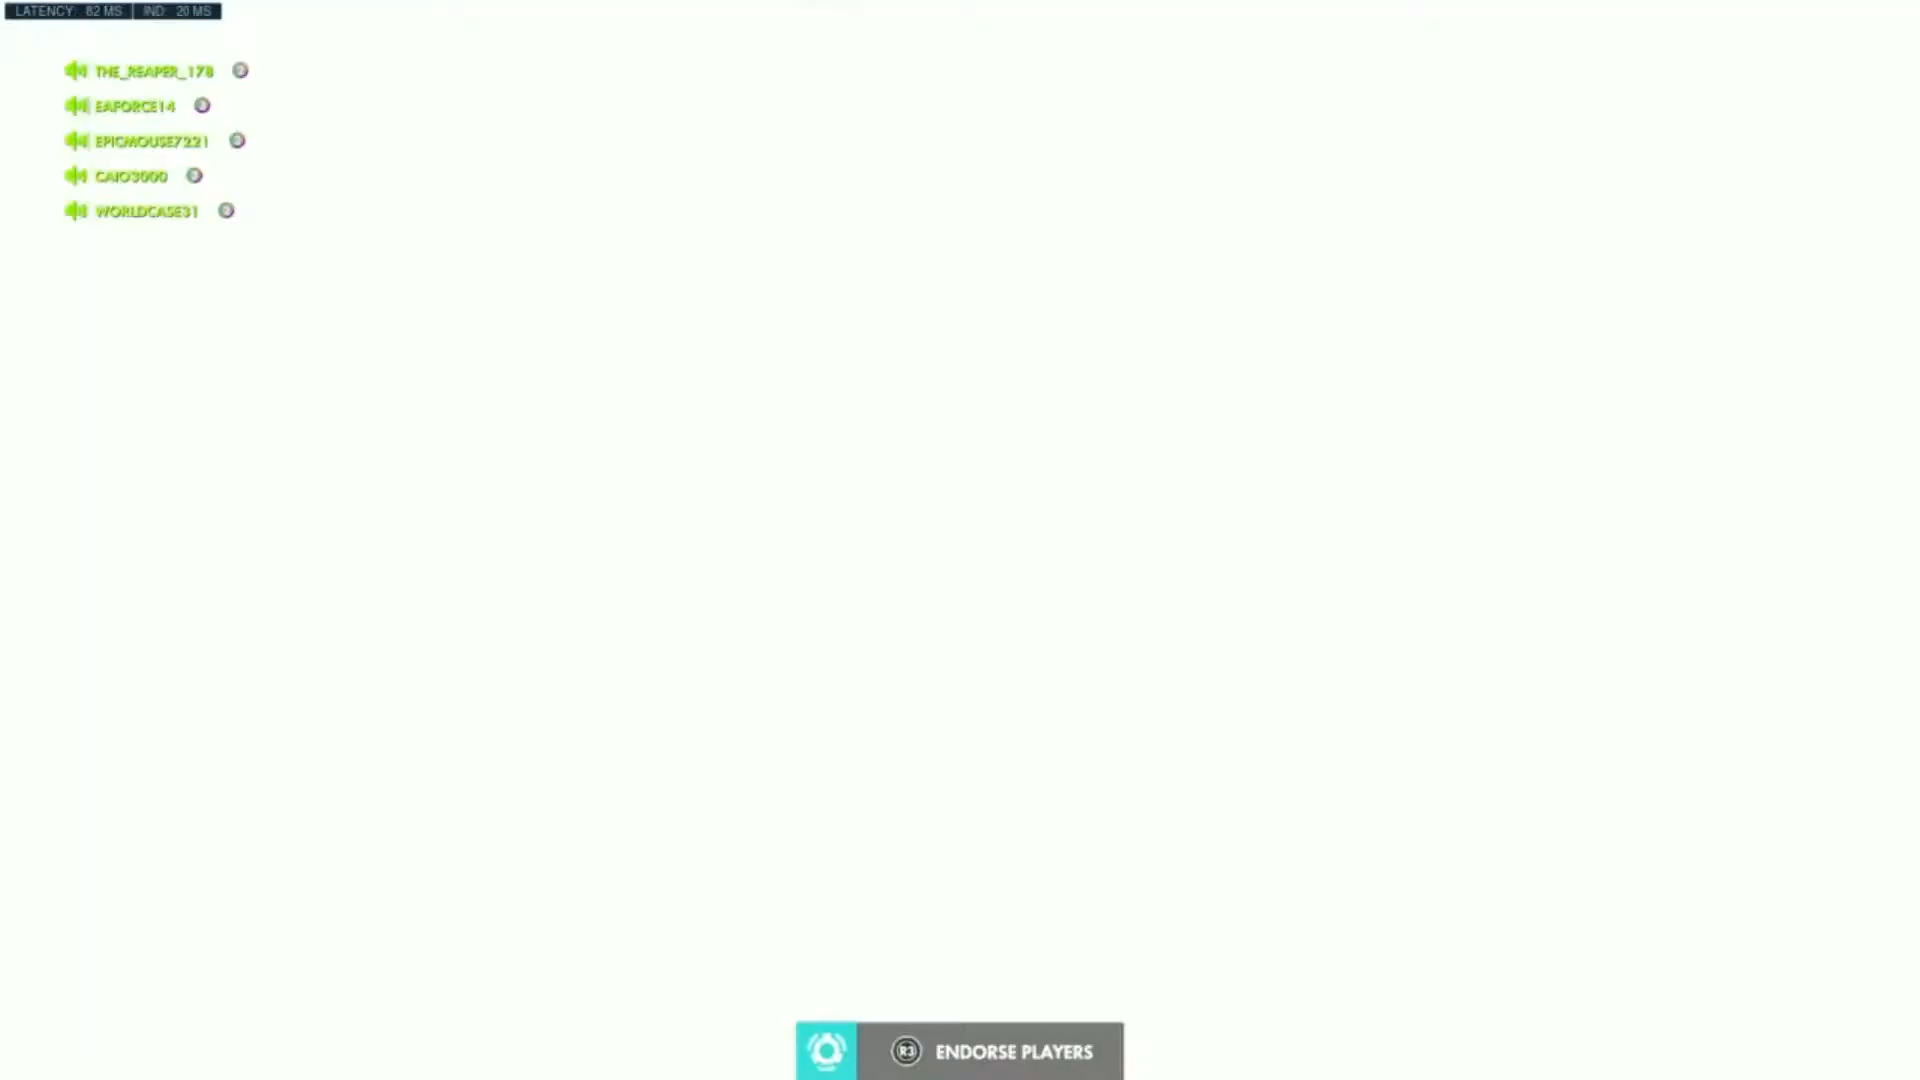 LATENCY: 82 MS IND: 20 MS
THE_REAPER_178
EAFORCE14
EPICMOUSE7221
CAIO3000
WORLDCASE31
R3 ENDORSE PLAYERS